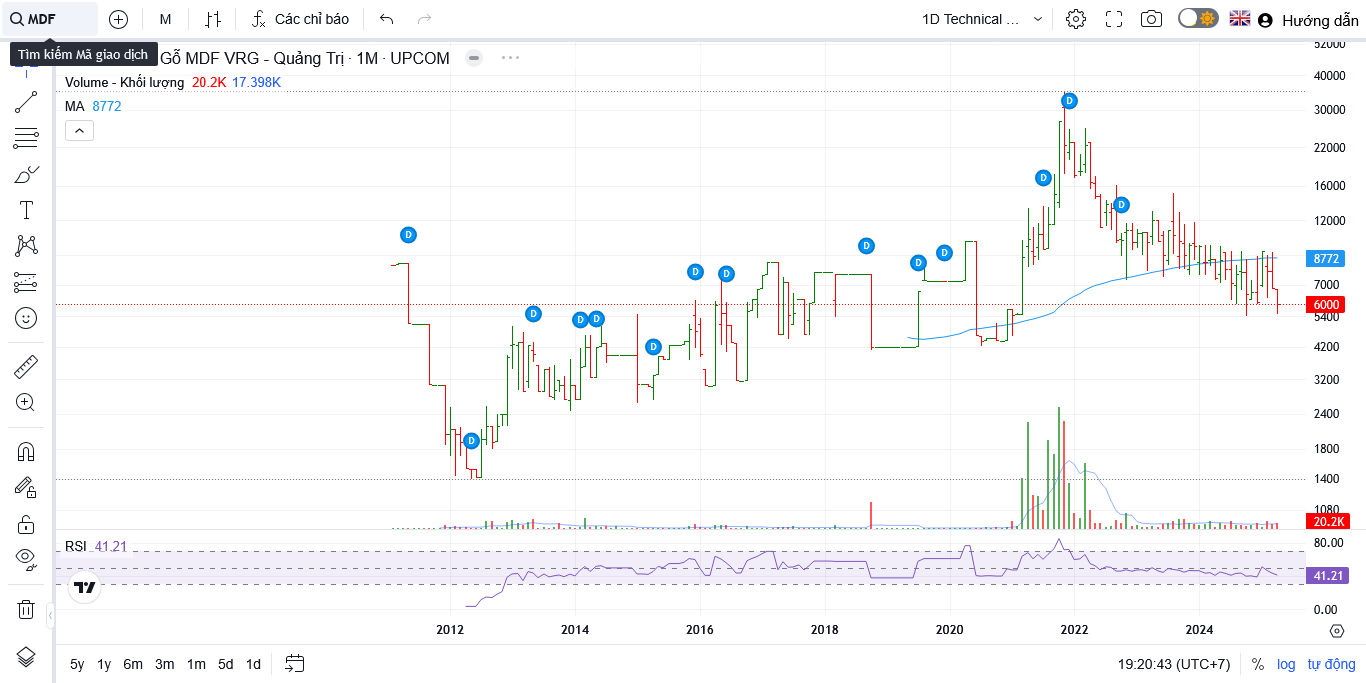 MDF
M
Các chỉ báo
1D Technical ...
Hướng dẫn
Tìm kiếm Mã giao dịch
Gỗ MDF VRG - Quảng Trị · 1M · UPCOM
Volume - Khối lượng 20.2K 17.398K
MA 8772
52000
40000
30000
22000
16000
12000
8772
7000
6000
5400
4200
3200
2400
1800
1400
1080
20.2K
D
D
D
D
D
D
D
D
D
D
D
D
D
D
RSI 41.21
80.00
41.21
0.00
2012
2014
2016
2018
2020
2022
2024
5y 1y 6m 3m 1m 5d 1d
19:20:43 (UTC+7)
% log tự động